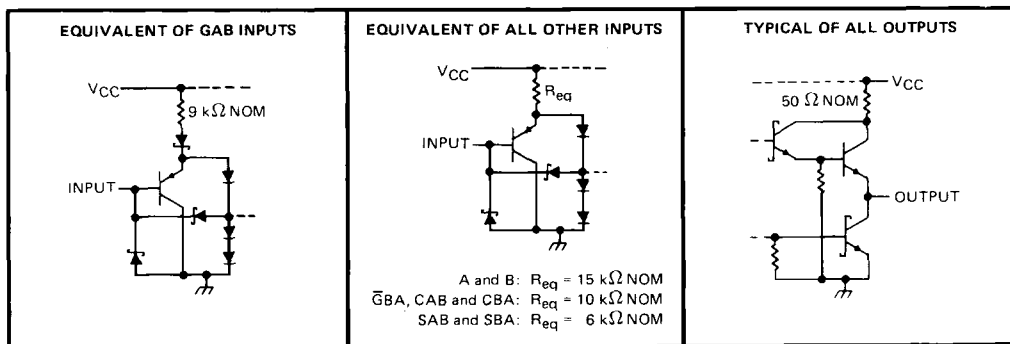 EQUIVALENT OF GAB INPUTS
VCC
9 kΩ NOM
INPUT
EQUIVALENT OF ALL OTHER INPUTS
VCC
Req
INPUT
A and B: Req = 15 kΩ NOM
G̅BA, CAB and CBA: Req = 10 kΩ NOM
SAB and SBA: Req = 6 kΩ NOM
TYPICAL OF ALL OUTPUTS
VCC
50 Ω NOM
OUTPUT